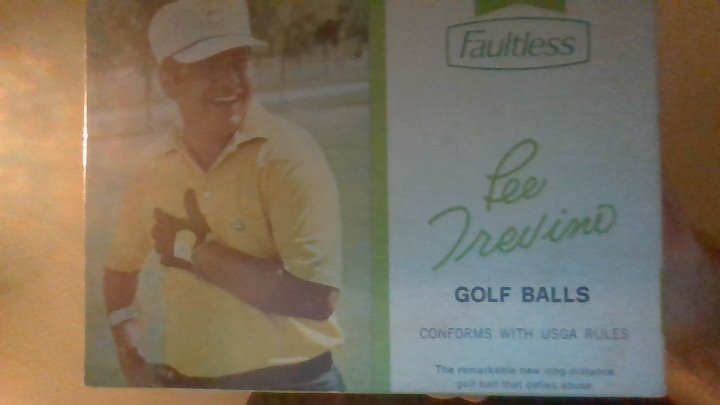 Faultless
Lee
Trevino
GOLF BALLS
CONFORMS WITH USGA RULES
The remarkable new long-distance
golf ball that defies abuse